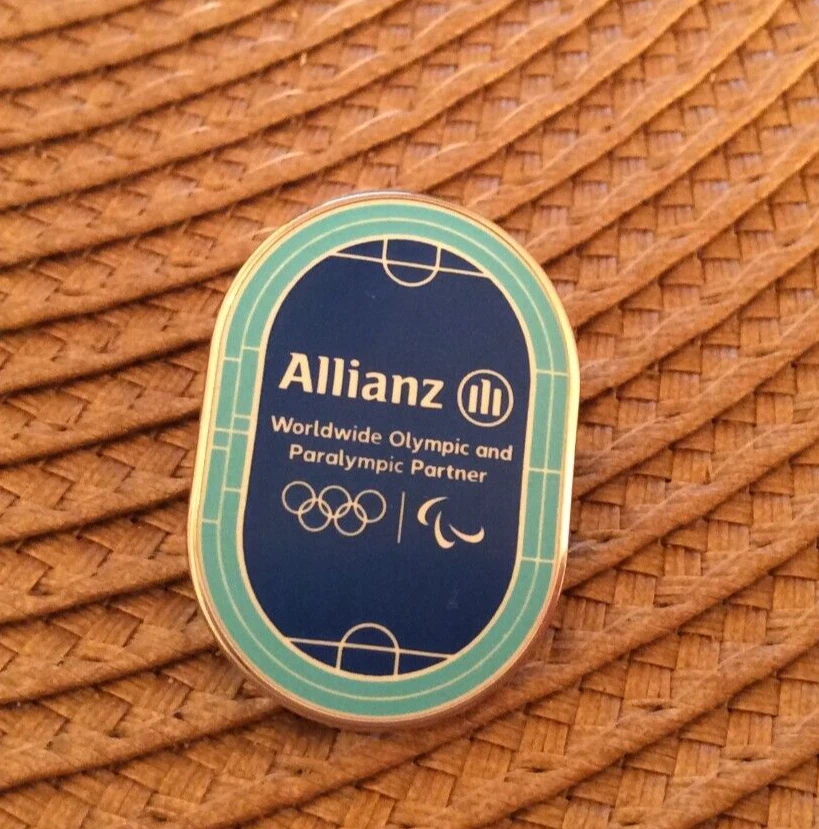 Allianz
Worldwide Olympic and
Paralympic Partner